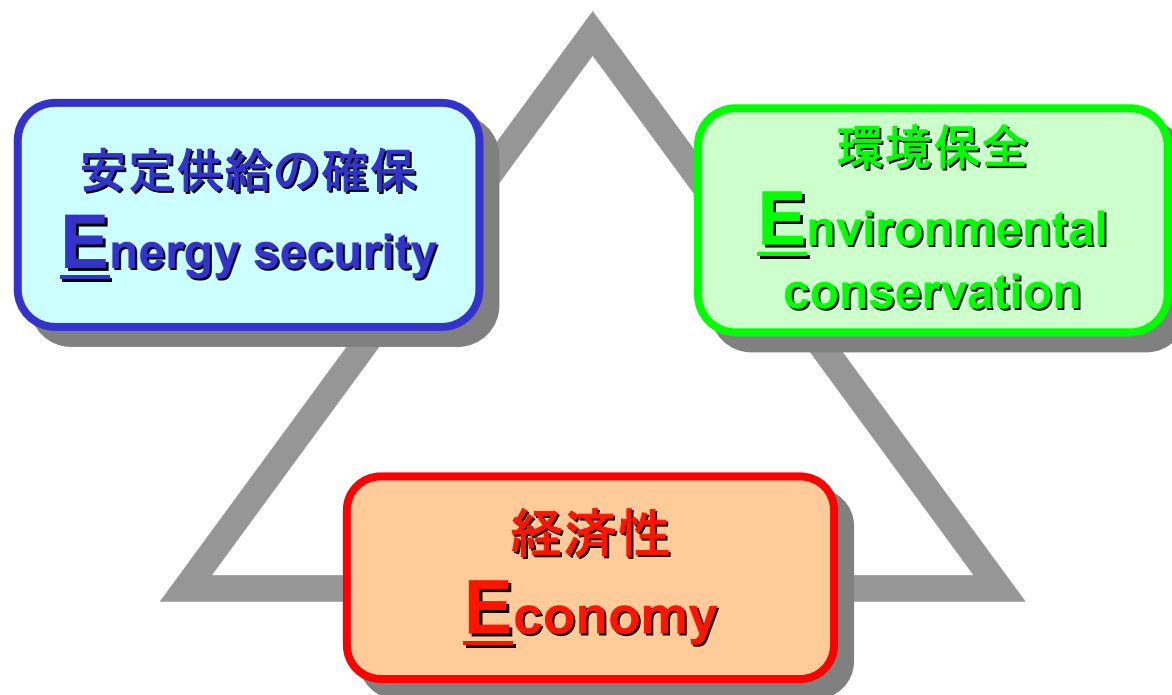 安定供給の確保
Energy security
環境保全
Environmental
conservation
経済性
Economy